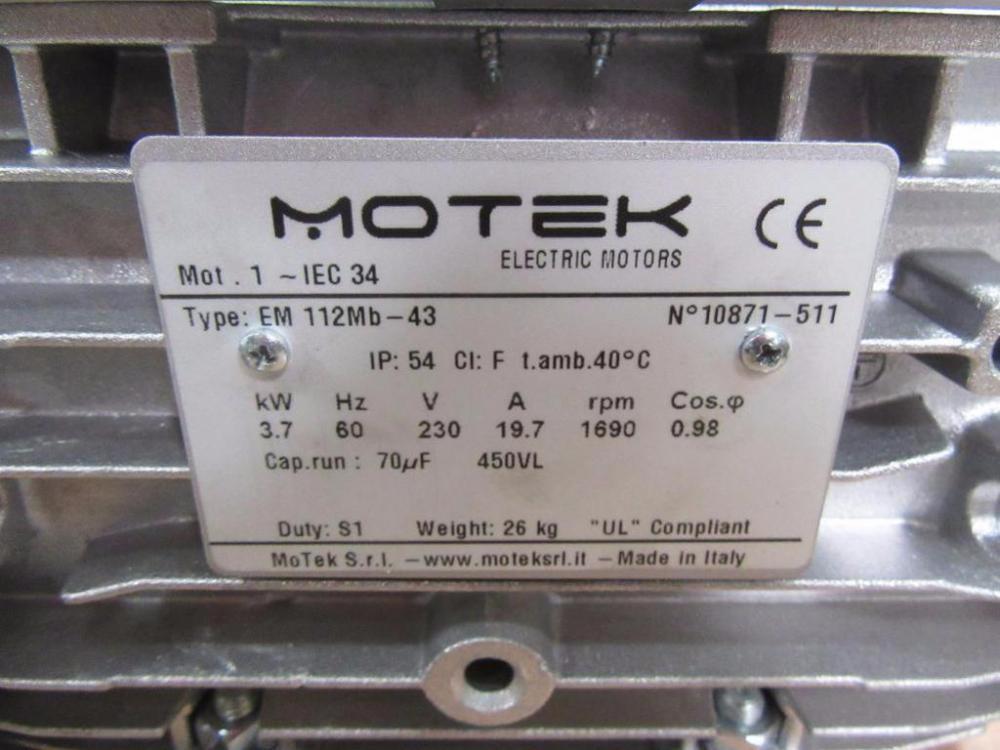 MOTEK
CE
ELECTRIC MOTORS
Mot . 1 ~ IEC 34
Type: EM 112Mb-43 N°10871-511
IP: 54 Cl: F t.amb.40°C
kW Hz V A rpm Cos.φ
3.7 60 230 19.7 1690 0.98
Cap.run : 70µF 450VL
Duty: S1 Weight: 26 kg "UL" Compliant
MoTek S.r.l. -www.moteksrl.it -Made in Italy